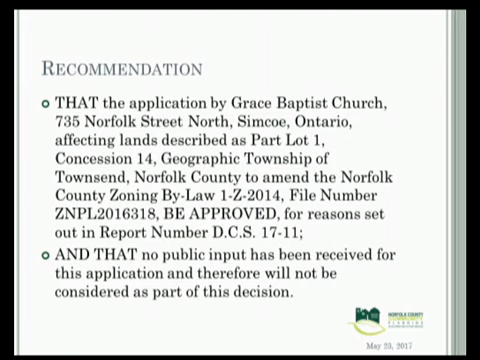 RECOMMENDATION
THAT the application by Grace Baptist Church,
735 Norfolk Street North, Simcoe, Ontario,
affecting lands described as Part Lot 1,
Concession 14, Geographic Township of
Townsend, Norfolk County to amend the Norfolk
County Zoning By-Law 1-Z-2014, File Number
ZNPL2016318, BE APPROVED, for reasons set
out in Report Number D.C.S. 17-11;
AND THAT no public input has been received for
this application and therefore will not be
considered as part of this decision.
NORFOLK COUNTY
May 23, 2017